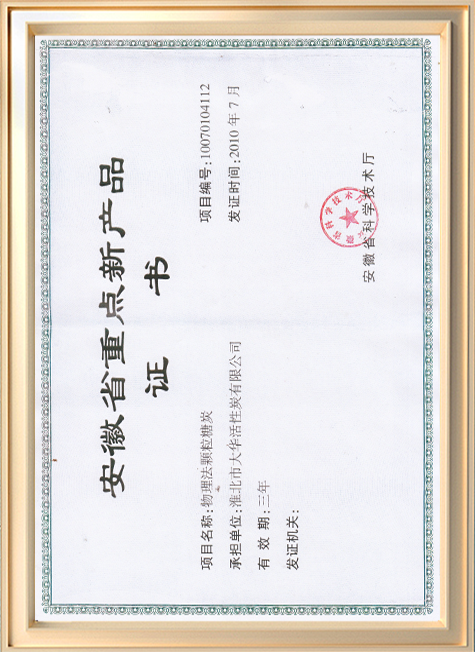 安徽省重点新产品
证书
项目名称:物理法颗粒糖炭
项目编号:10070104112
承担单位:淮北市大华活性炭有限公司
发证时间:2010年7月
有 效 期:三年
发证机关:
安徽省科学技术厅